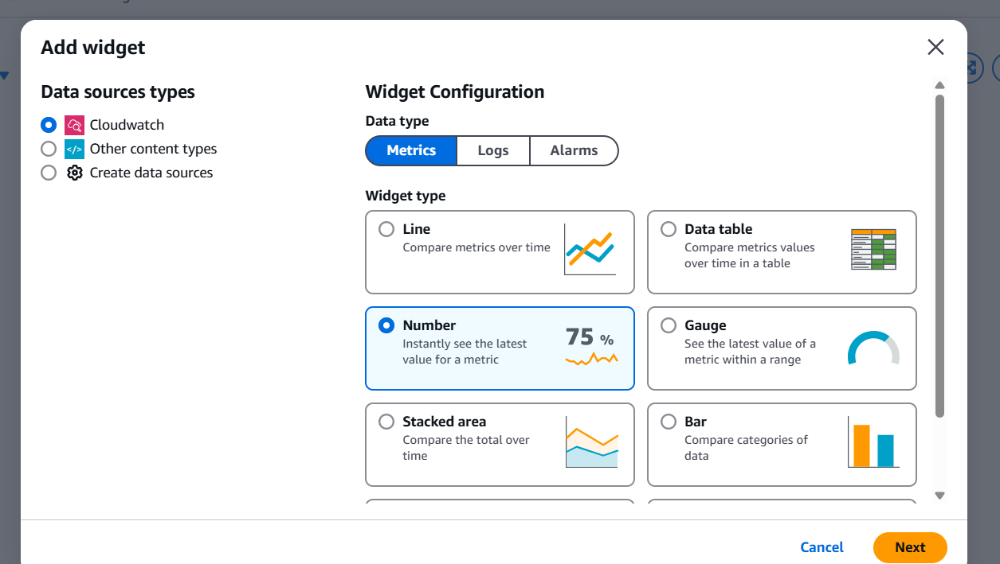 Add widget
Data sources types
Cloudwatch
</> Other content types
Create data sources
Widget Configuration
Data type
Metrics Logs Alarms
Widget type
Line
Compare metrics over time
Data table
Compare metrics values
over time in a table
Number
Instantly see the latest
value for a metric
75 %
Gauge
See the latest value of a
metric within a range
Stacked area
Compare the total over
time
Bar
Compare categories of
data
Cancel Next